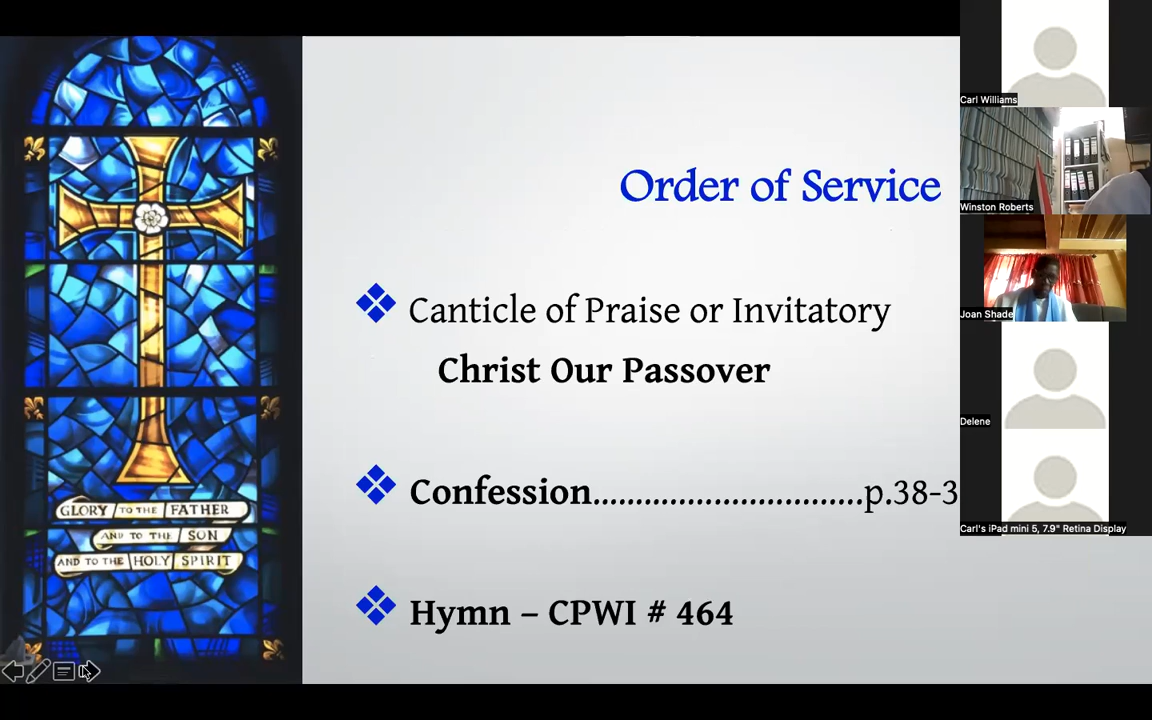 Order of Service
Canticle of Praise or Invitatory
Christ Our Passover
Confession................................p.38-3
Hymn – CPWI # 464
GLORY TO THE FATHER
AND TO THE SON
AND TO THE HOLY SPIRIT
Carl Williams
Winston Roberts
Joan Shade
Delene
Carl's iPad mini 5, 7.9" Retina Display